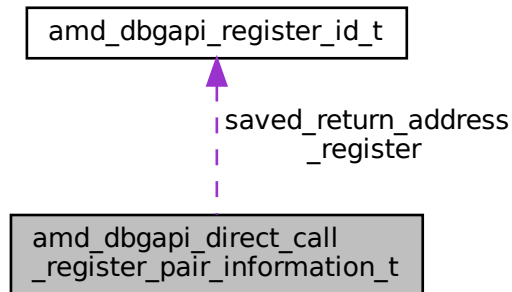 amd_dbgapi_register_id_t
saved_return_address
_register
amd_dbgapi_direct_call
_register_pair_information_t